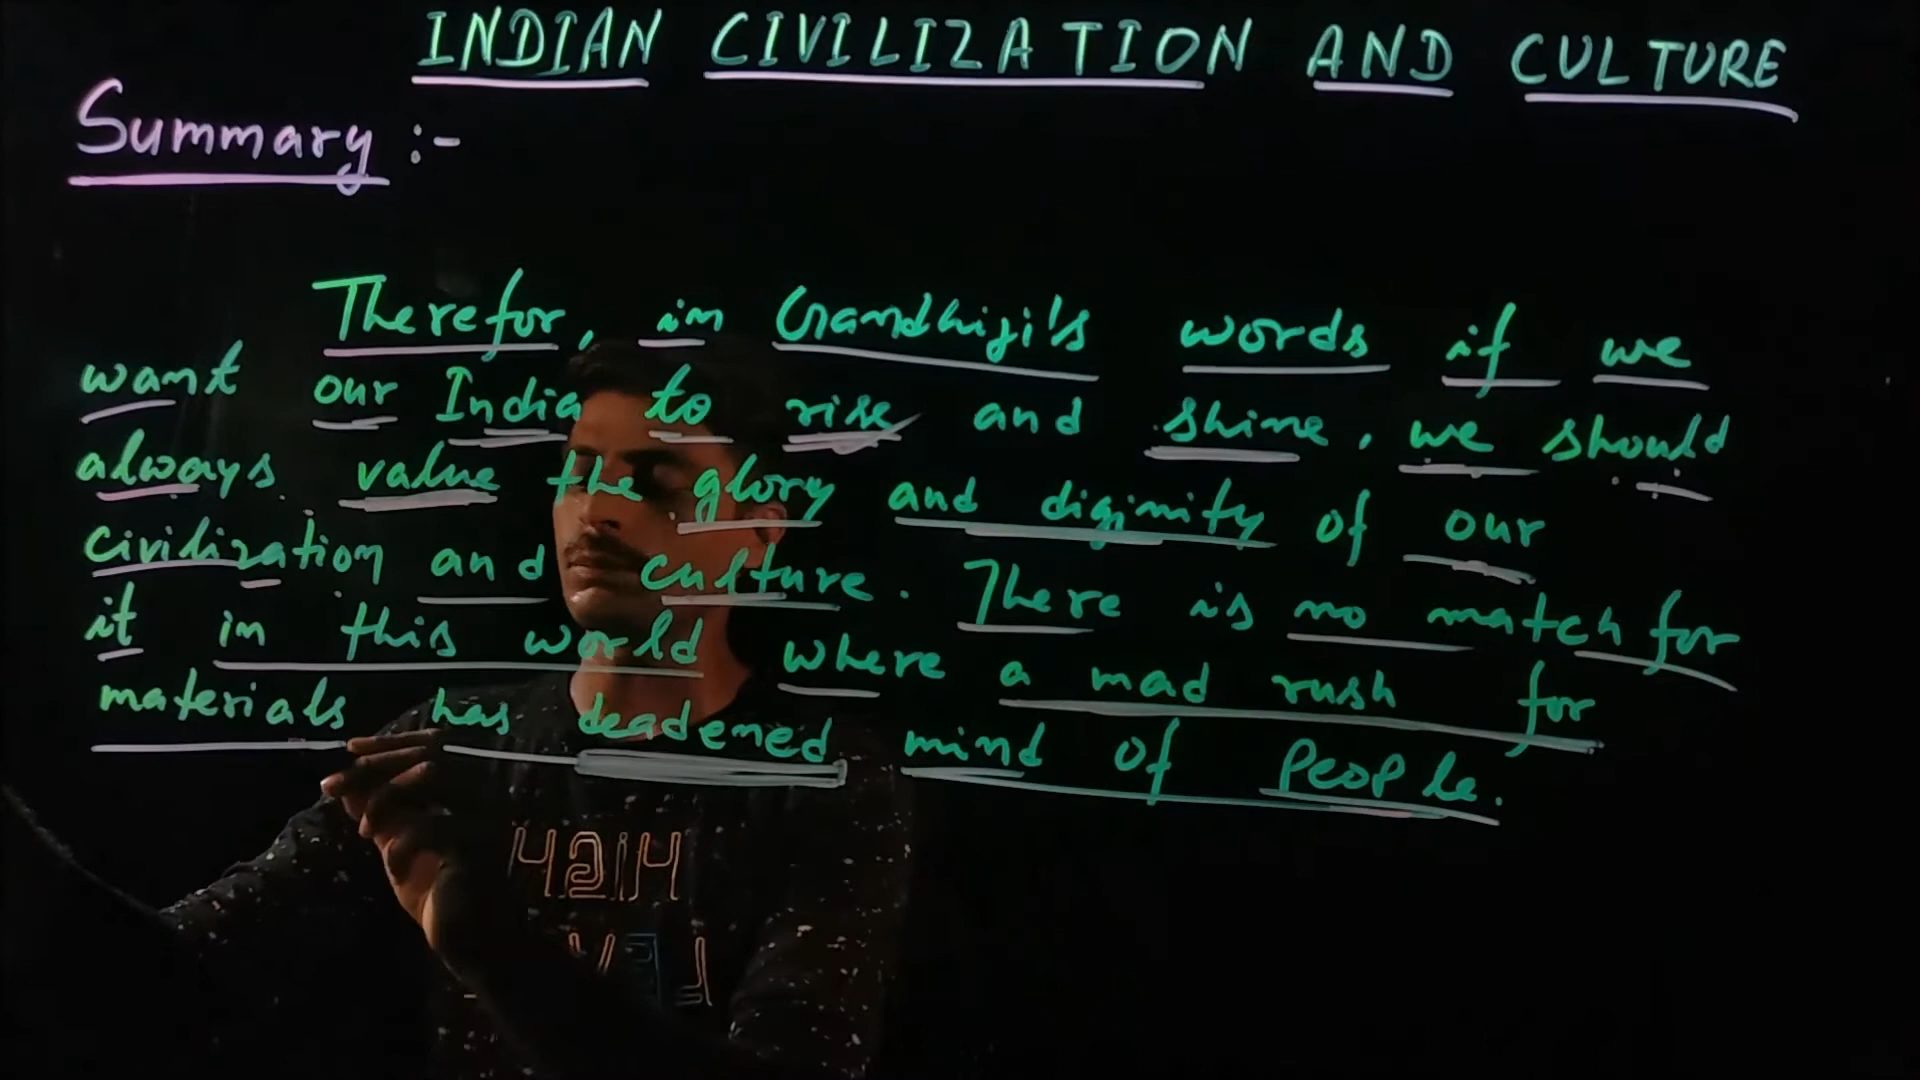 INDIAN CIVILIZATION AND CULTURE
Summary :-
Therefor, in Gandhiji's words if we
want our India to rise and shine, we should
always value the glory and diginity of our
civilization and culture. There is no match for
it in this world where a mad rush for
materials has deadened mind of People.